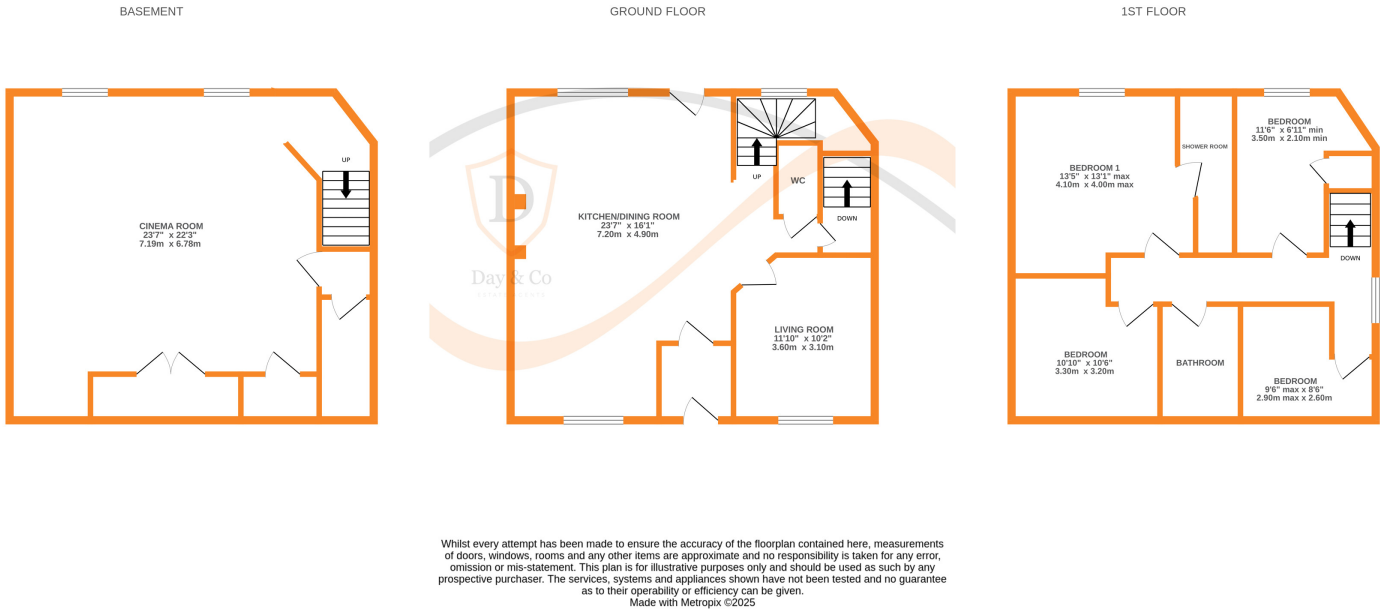 BASEMENT
GROUND FLOOR
1ST FLOOR
UP
CINEMA ROOM
23'7" x 22'3"
7.19m x 6.78m
UP
WC
DOWN
KITCHEN/DINING ROOM
23'7" x 16'1"
7.20m x 4.90m
D
Day & Co
LIVING ROOM
11'10" x 10'2"
3.60m x 3.10m
BEDROOM 1
13'5" x 13'1" max
4.10m x 4.00m max
SHOWER ROOM
BEDROOM
11'6" x 6'11" min
3.50m x 2.10m min
DOWN
BEDROOM
10'10" x 10'6"
3.30m x 3.20m
BATHROOM
BEDROOM
9'6" max x 8'6"
2.90m max x 2.60m
Whilst every attempt has been made to ensure the accuracy of the floorplan contained here, measurements
of doors, windows, rooms and any other items are approximate and no responsibility is taken for any error,
omission or mis-statement. This plan is for illustrative purposes only and should be used as such by any
prospective purchaser. The services, systems and appliances shown have not been tested and no guarantee
as to their operability or efficiency can be given.
Made with Metropix ©2025